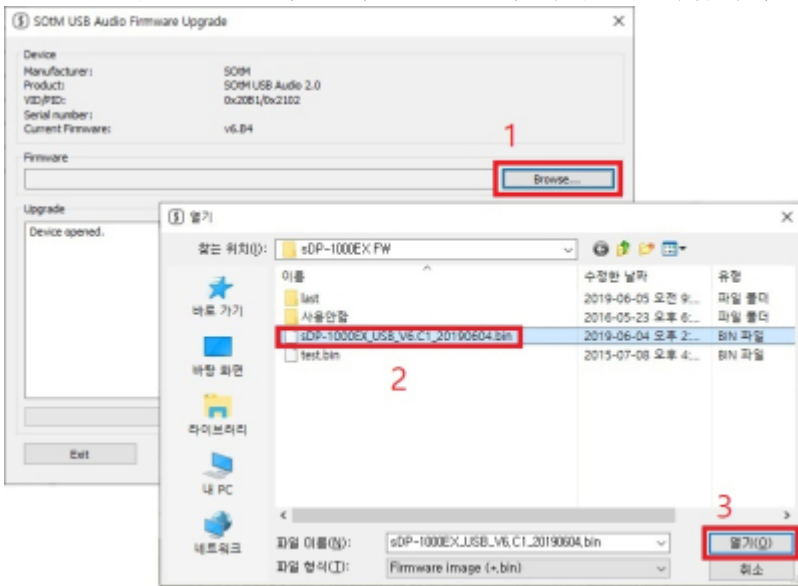 SOtM USB Audio Firmware Upgrade
Device
Manufacturer: SOtM
Product: SOtM USB Audio 2.0
VID/PID: 0x20B1/0x2102
Serial number:
Current Firmware: v6.B4
1
Firmware
Browse...
Upgrade
Device opened.
Exit
열기
찾는 위치(I): sDP-1000EX FW
이름 수정한 날짜 유형
last 2019-06-05 오전 9:... 파일 폴더
사용안함 2016-05-23 오후 6:... 파일 폴더
sDP-1000EX_USB_V6.C1_20190604.bin 2019-06-04 오후 2:... BIN 파일
test.bin 2015-07-08 오후 4:... BIN 파일
2
바로 가기
바탕 화면
라이브러리
내 PC
네트워크
3
파일 이름(N): sDP-1000EX_USB_V6.C1_20190604.bin 열기(O)
파일 형식(T): Firmware image (*.bin) 취소